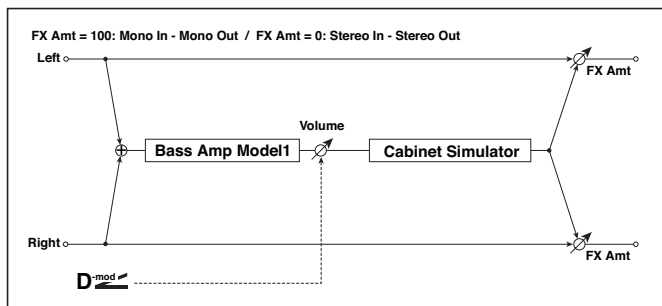 FX Amt = 100: Mono In - Mono Out / FX Amt = 0: Stereo In - Stereo Out
Left
FX Amt
Volume
Bass Amp Model1
Cabinet Simulator
Right
FX Amt
D-mod